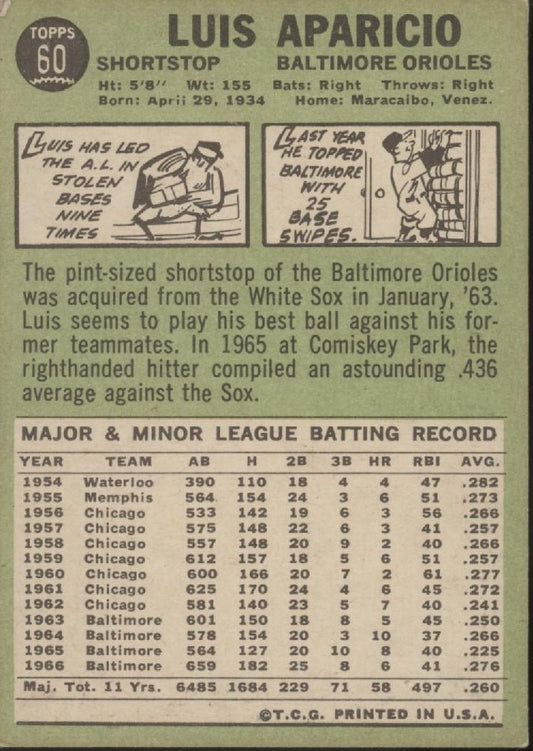 TOPPS
60
LUIS APARICIO
SHORTSTOP BALTIMORE ORIOLES
Ht: 5'8" Wt: 155 Bats: Right Throws: Right
Born: April 29, 1934 Home: Maracaibo, Venez.
LUIS HAS LED
THE A.L. IN
STOLEN
BASES
NINE
TIMES
LAST YEAR
HE TOPPED
BALTIMORE
WITH
25
BASE
SWIPES.
The pint-sized shortstop of the Baltimore Orioles
was acquired from the White Sox in January, '63.
Luis seems to play his best ball against his for-
mer teammates. In 1965 at Comiskey Park, the
righthanded hitter compiled an astounding .436
average against the Sox.
MAJOR & MINOR LEAGUE BATTING RECORD
YEAR TEAM AB H 2B 3B HR RBI AVG.
1954 Waterloo 390 110 18 4 4 47 .282
1955 Memphis 564 154 24 3 6 51 .273
1956 Chicago 533 142 19 6 3 56 .266
1957 Chicago 575 148 22 6 3 41 .257
1958 Chicago 557 148 20 9 2 40 .266
1959 Chicago 612 157 18 5 6 51 .257
1960 Chicago 600 166 20 7 2 61 .277
1961 Chicago 625 170 24 4 6 45 .272
1962 Chicago 581 140 23 5 7 40 .241
1963 Baltimore 601 150 18 8 5 45 .250
1964 Baltimore 578 154 20 3 10 37 .266
1965 Baltimore 564 127 20 10 8 40 .225
1966 Baltimore 659 182 25 8 6 41 .276
Maj. Tot. 11 Yrs. 6485 1684 229 71 58 497 .260
©T.C.G. PRINTED IN U.S.A.